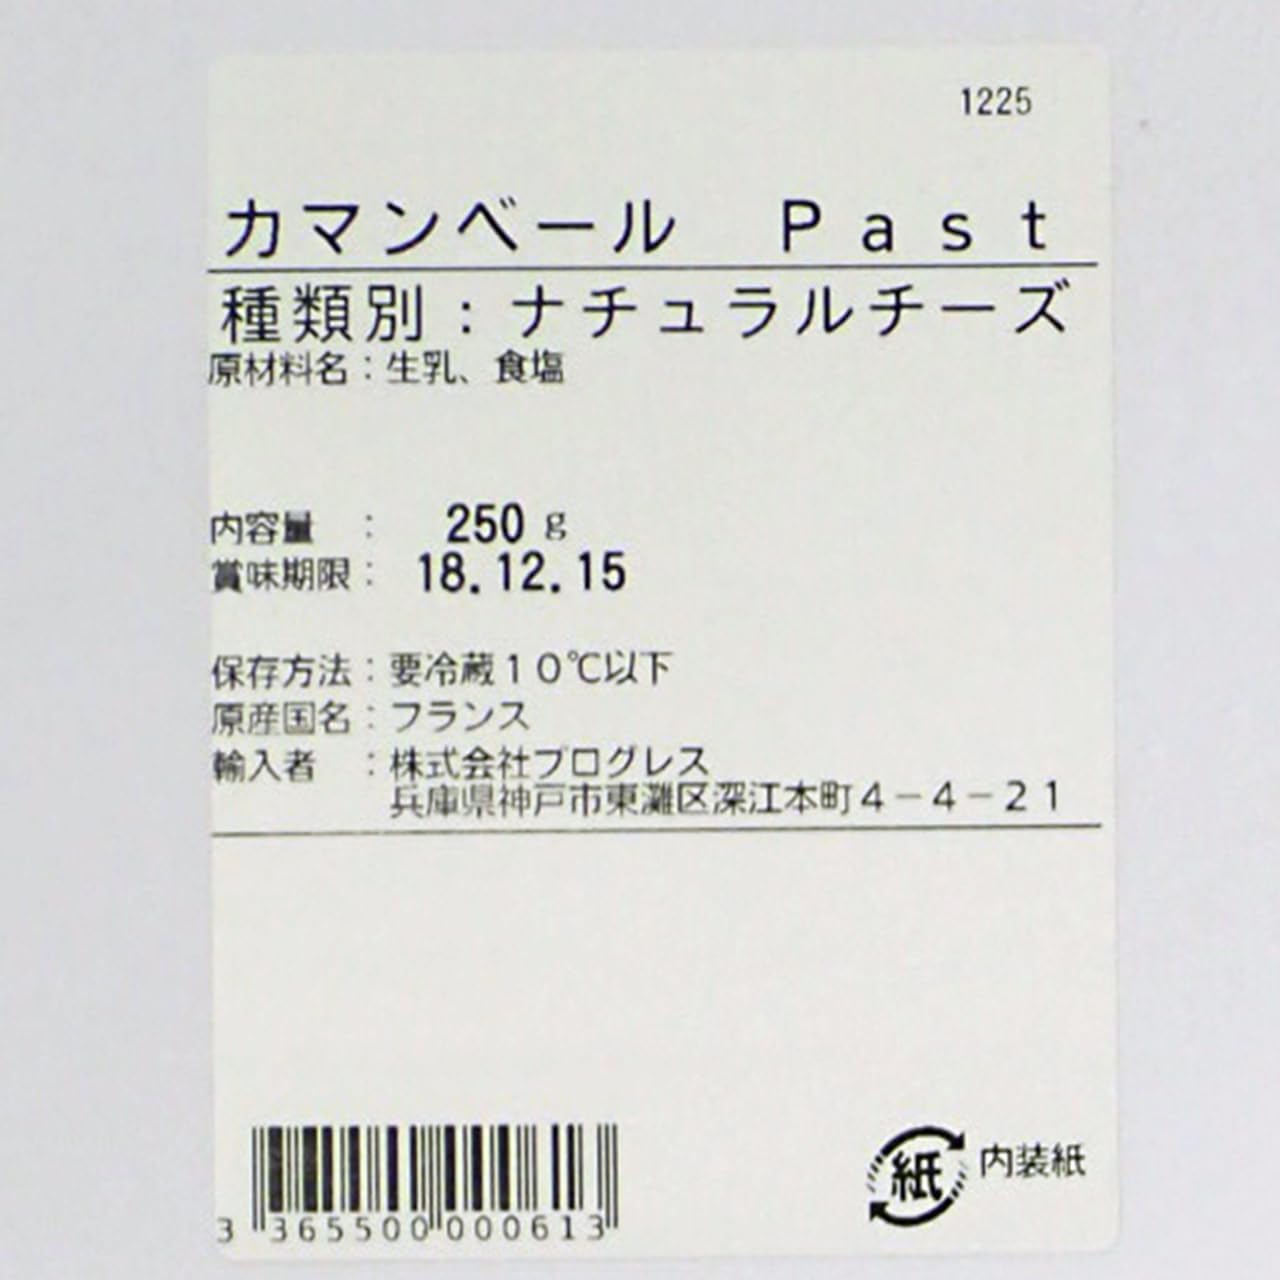 1225
カマンベール Past
種類別：ナチュラルチーズ
原材料名：生乳、食塩
内容量 ： 250 g
賞味期限： 18.12.15
保存方法：要冷蔵10℃以下
原産国名：フランス
輸入者 ：株式会社プログレス
兵庫県神戸市東灘区深江本町4－4－21
紙 内装紙
3 365500 000613